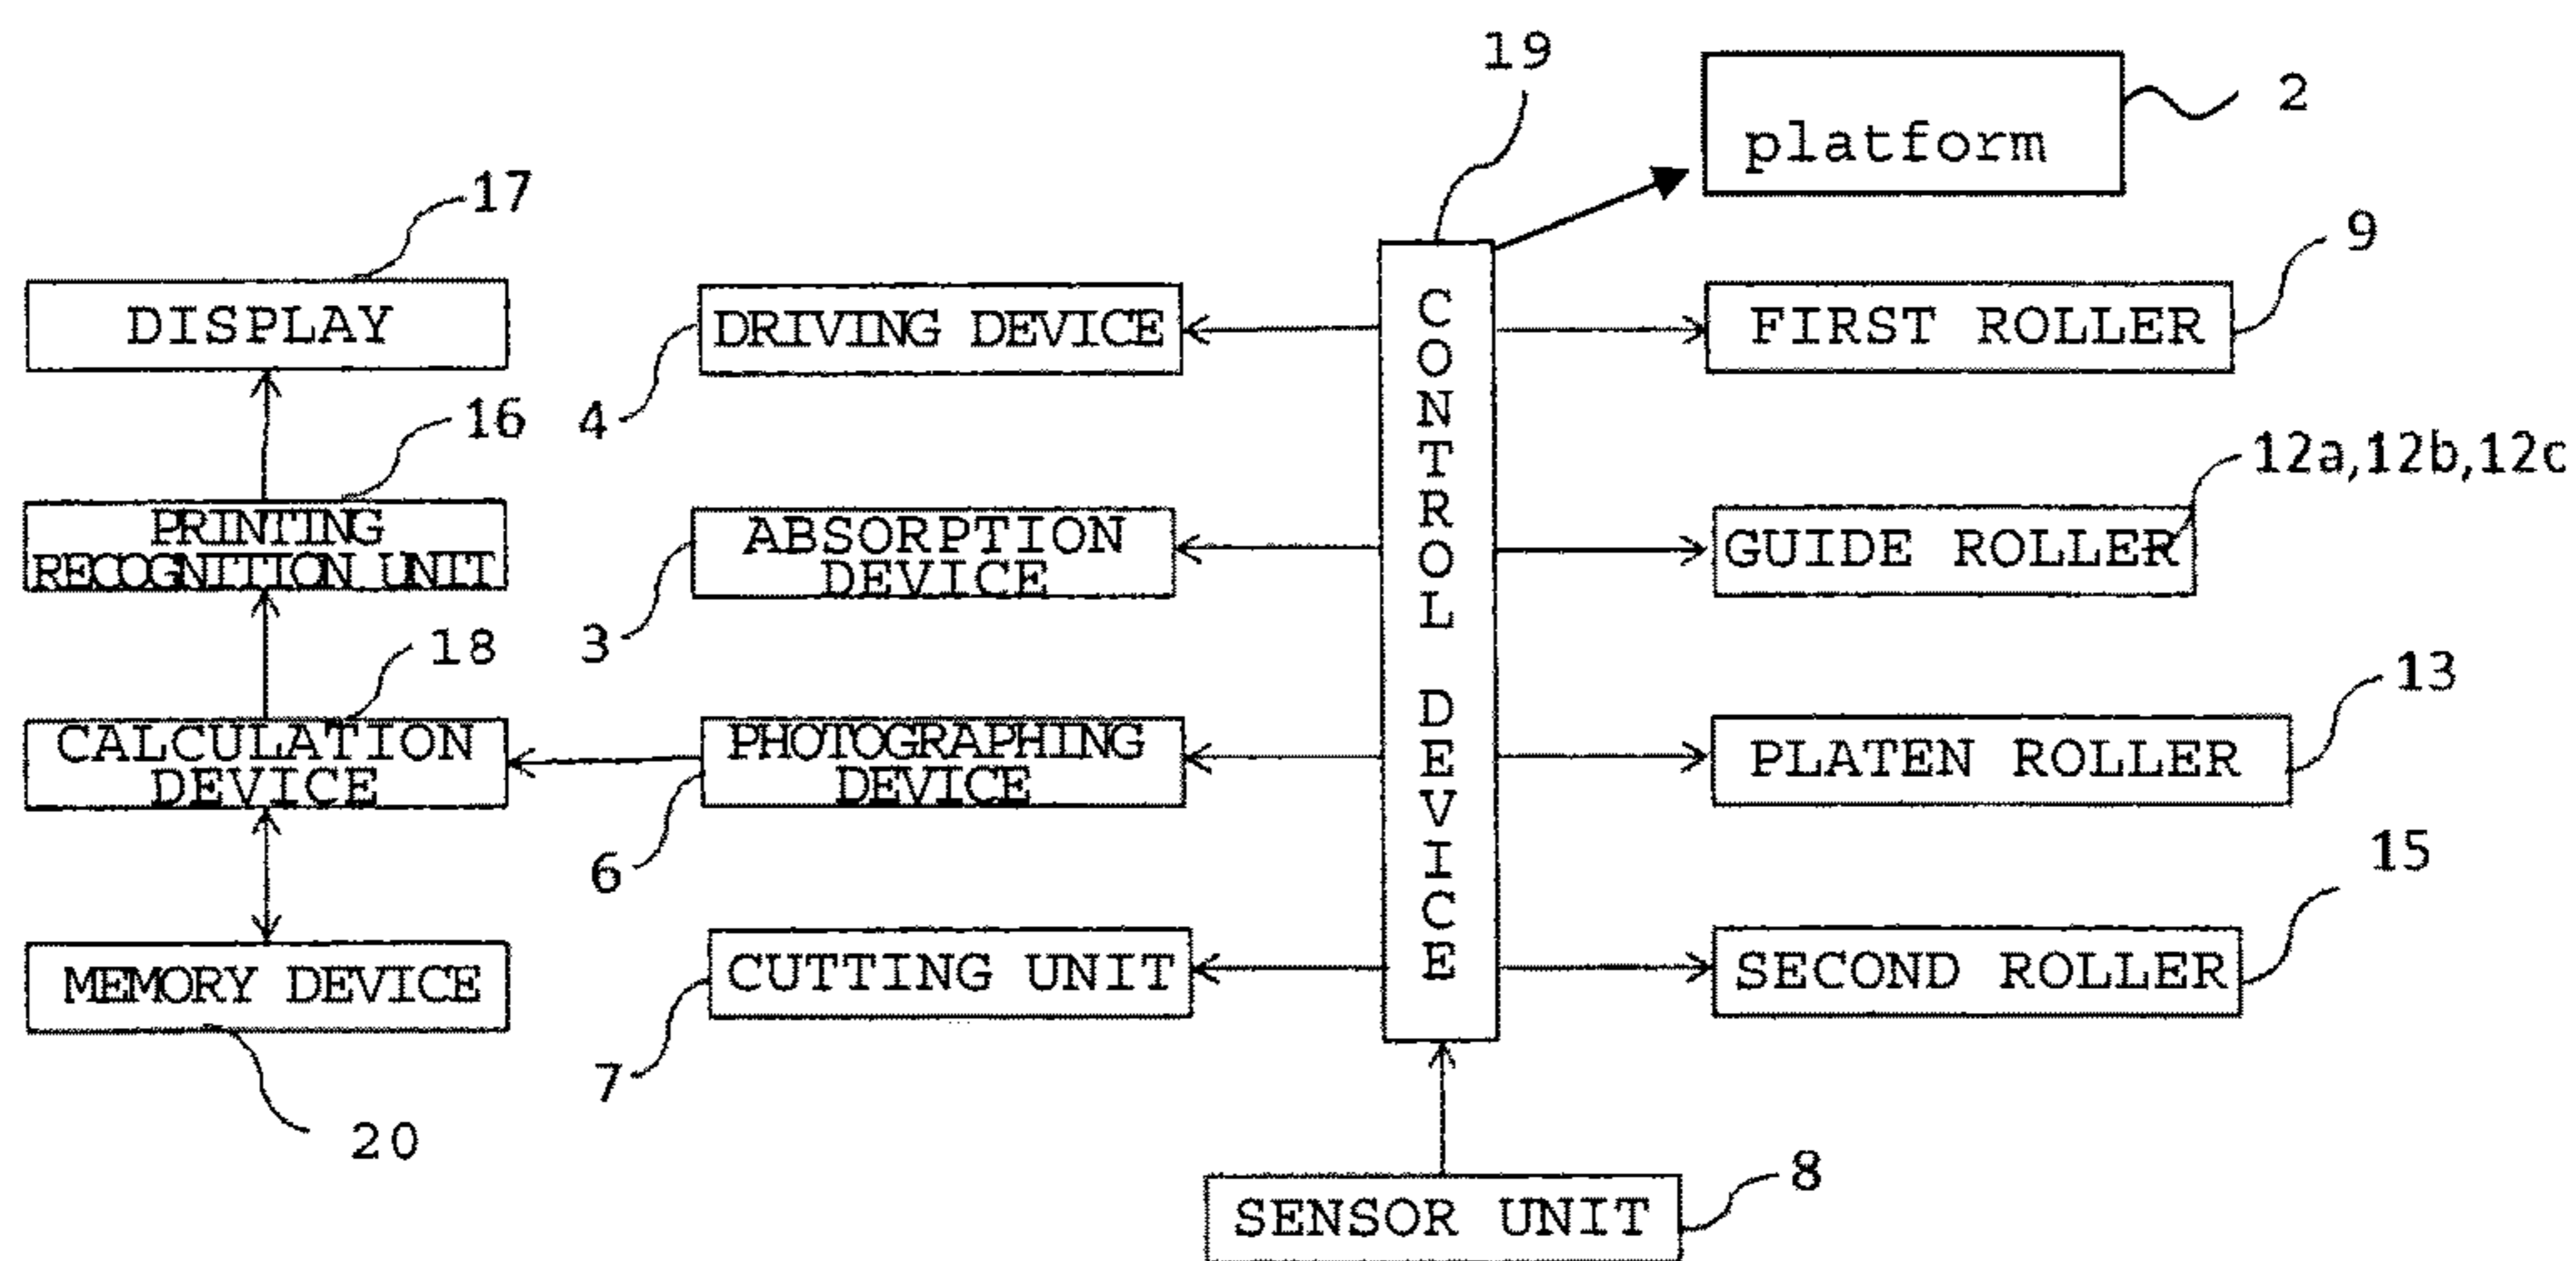 19
platform
2
17
9
DISPLAY
DRIVING DEVICE
FIRST ROLLER
4
16
12a,12b,12c
PRINTING
RECOGNITION UNIT
ABSORPTION
DEVICE
GUIDE ROLLER
3
18
13
CALCULATION
DEVICE
PHOTOGRAPHING
DEVICE
PLATEN ROLLER
6
15
MEMORY DEVICE
CUTTING UNIT
SECOND ROLLER
7
20
CONTROL DEVICE
SENSOR UNIT
8